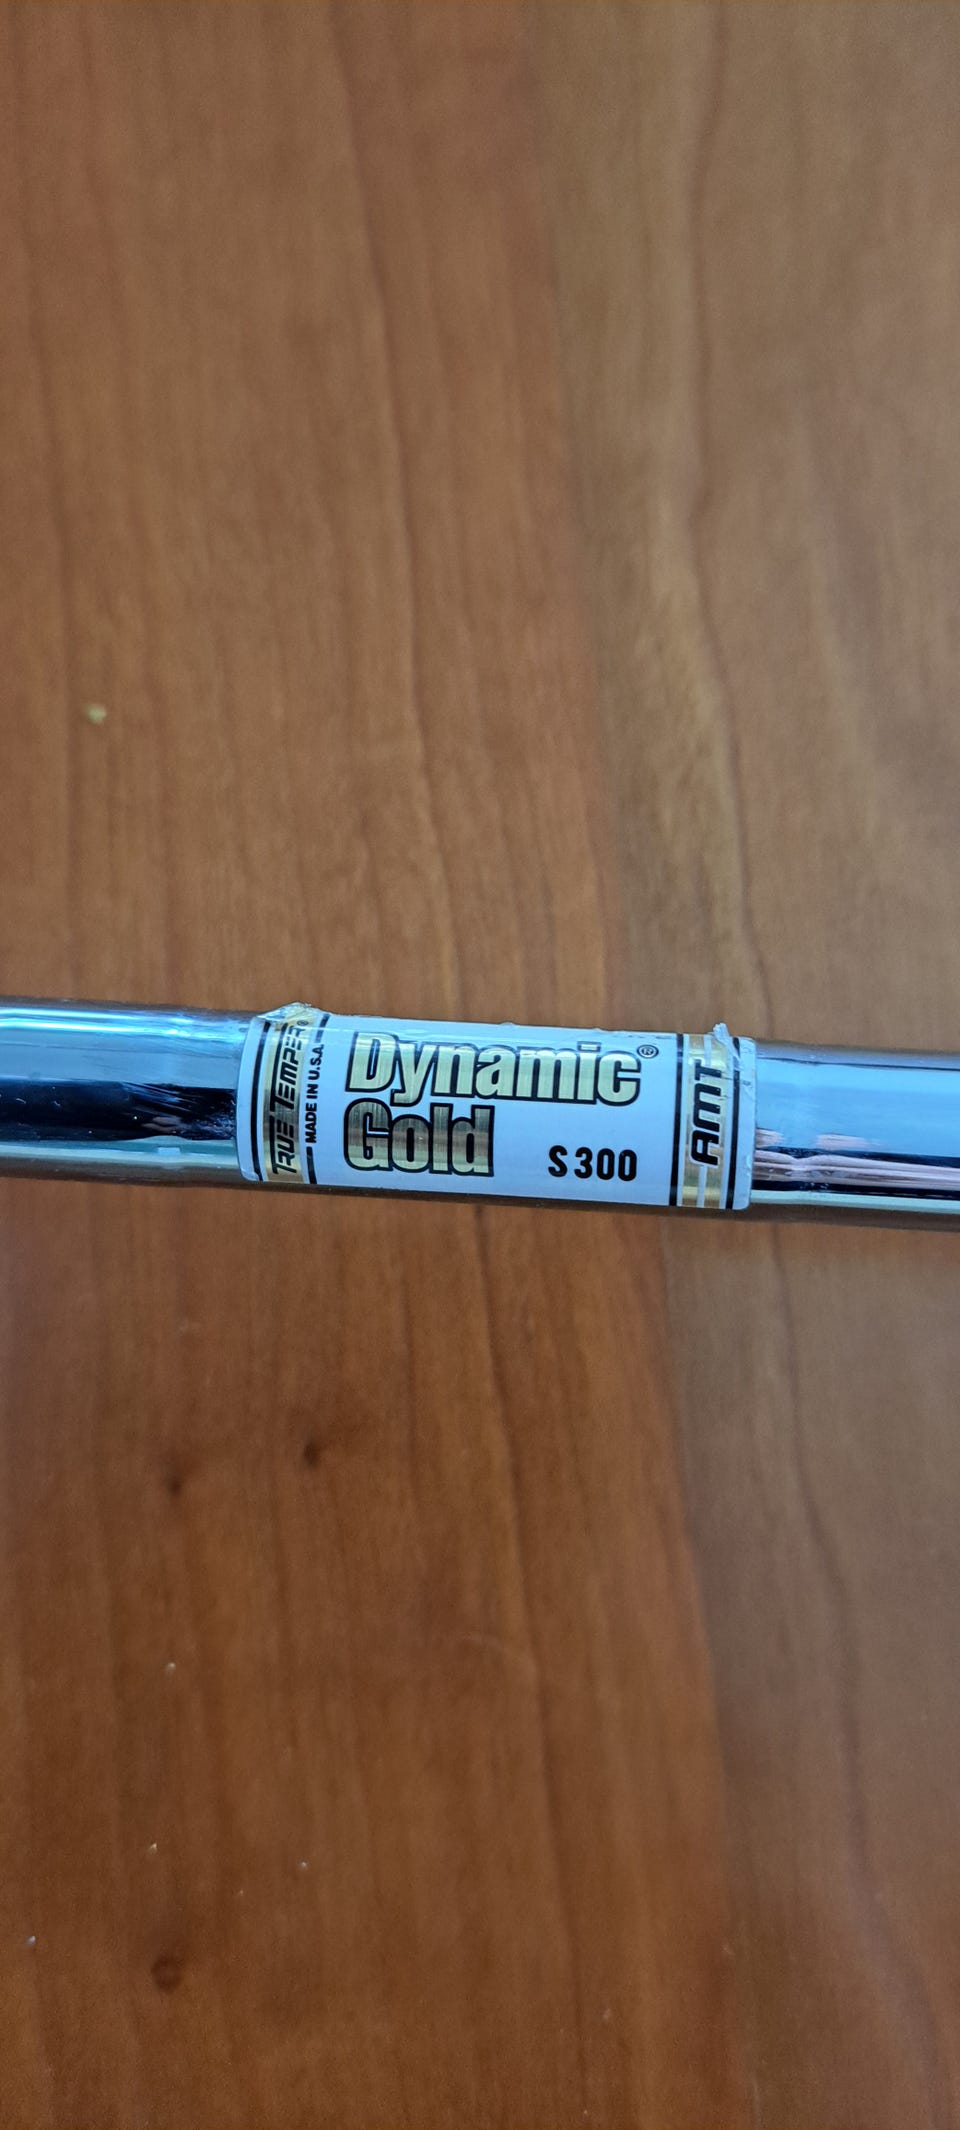 TRUE TEMPER®
MADE IN U.S.A.
Dynamic®
Gold
S300
AMT